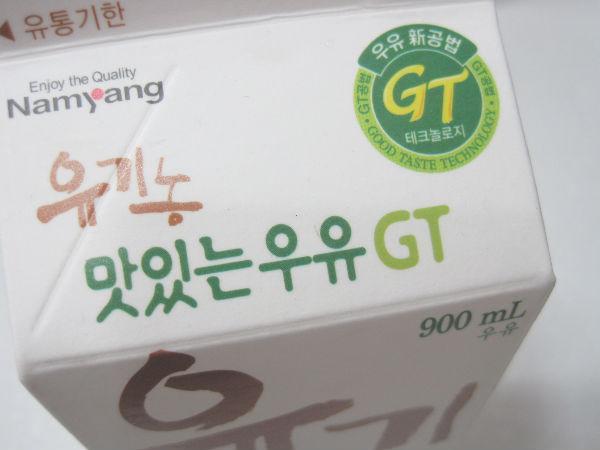 ◀ 유통기한
Enjoy the Quality
Namyang
우유 新공법
GT공법 · GT · GT공법
테크놀로지
GOOD TASTE TECHNOLOGY
유기농
맛있는우유GT
900 mL
우유
유기